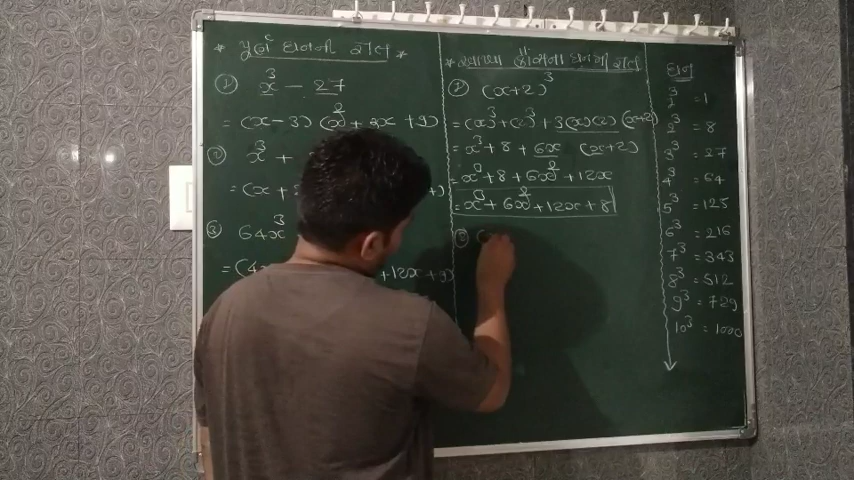 * પૂર્ણ ઘનની રીત *
① x³ - 27
= (x-3) (x² + 3x + 9)
② x³ +
= (x +
③ 64x³
= (4x
+ 12x + 9)
ઘનની રીત
① (x+2)³
= (x)³ + (2)³ + 3(x)(2) (x+2)
= x³ + 8 + 6x (x+2)
= x³ + 8 + 6x² + 12x
= x³ + 6x² + 12x + 8
② (
ઘન
1³ = 1
2³ = 8
3³ = 27
4³ = 64
5³ = 125
6³ = 216
7³ = 343
8³ = 512
9³ = 729
10³ = 1000